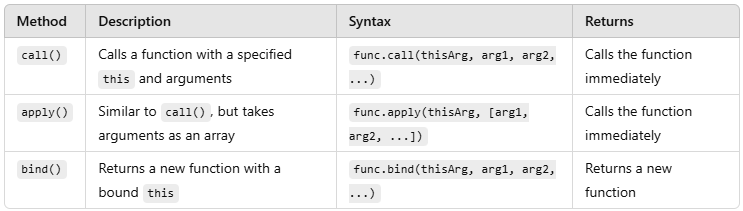 Method Description Syntax Returns
call() Calls a function with a specified func.call(thisArg, arg1, arg2, Calls the function
this and arguments ...) immediately
apply() Similar to call(), but takes func.apply(thisArg, [arg1, Calls the function
arguments as an array arg2, ...]) immediately
bind() Returns a new function with a func.bind(thisArg, arg1, arg2, Returns a new
bound this ...) function